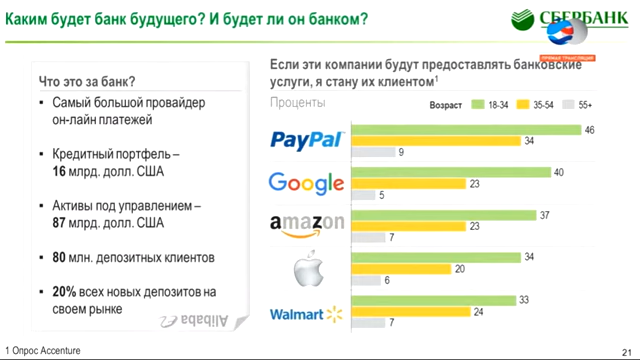 Каким будет банк будущего? И будет ли он банком?
СБЕРБАНК
ПРЯМАЯ ТРАНСЛЯЦИЯ
Что это за банк?
• Самый большой провайдер
он-лайн платежей
• Кредитный портфель –
16 млрд. долл. США
• Активы под управлением –
87 млрд. долл. США
• 80 млн. депозитных клиентов
• 20% всех новых депозитов на
своем рынке
Alibaba
Если эти компании будут предоставлять банковские
услуги, я стану их клиентом1
Проценты
Возраст 18-34 35-54 55+
PayPal
46
34
9
Google
40
23
5
amazon
37
23
7
34
20
6
Walmart
33
24
7
1 Опрос Accenture
21